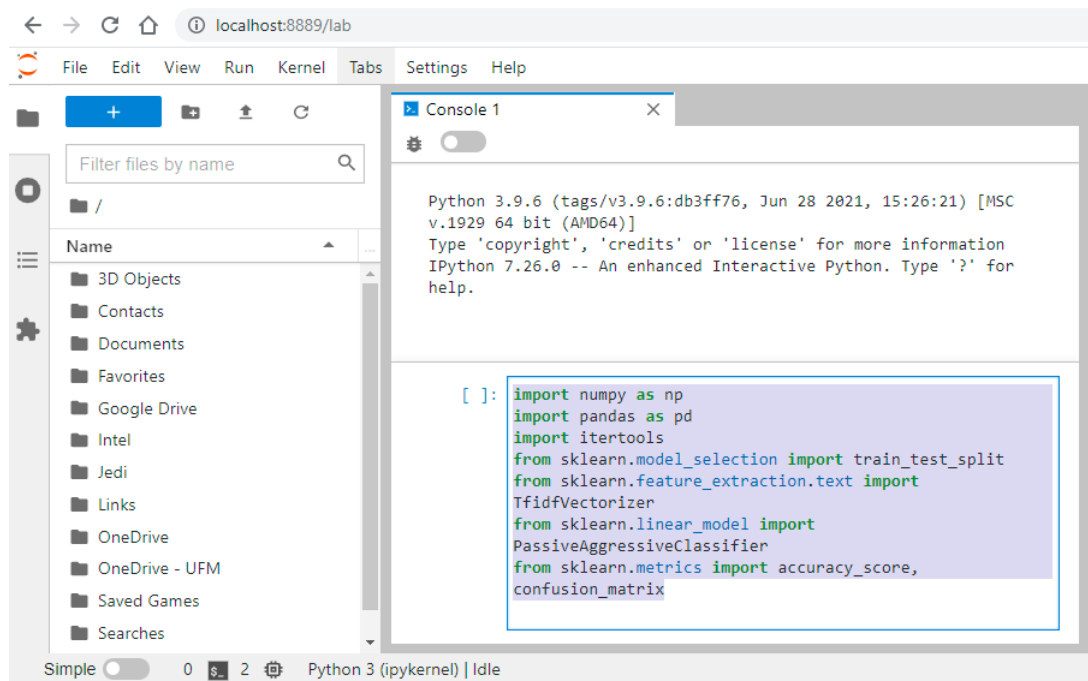 localhost:8889/lab
File Edit View Run Kernel Tabs Settings Help
+
Filter files by name
/
Name
...
3D Objects
Contacts
Documents
Favorites
Google Drive
Intel
Jedi
Links
OneDrive
OneDrive - UFM
Saved Games
Searches
Console 1
Python 3.9.6 (tags/v3.9.6:db3ff76, Jun 28 2021, 15:26:21) [MSC
v.1929 64 bit (AMD64)]
Type 'copyright', 'credits' or 'license' for more information
IPython 7.26.0 -- An enhanced Interactive Python. Type '?' for
help.
[ ]: import numpy as np
import pandas as pd
import itertools
from sklearn.model_selection import train_test_split
from sklearn.feature_extraction.text import
TfidfVectorizer
from sklearn.linear_model import
PassiveAggressiveClassifier
from sklearn.metrics import accuracy_score,
confusion_matrix
Simple 0 $_ 2 Python 3 (ipykernel) | Idle